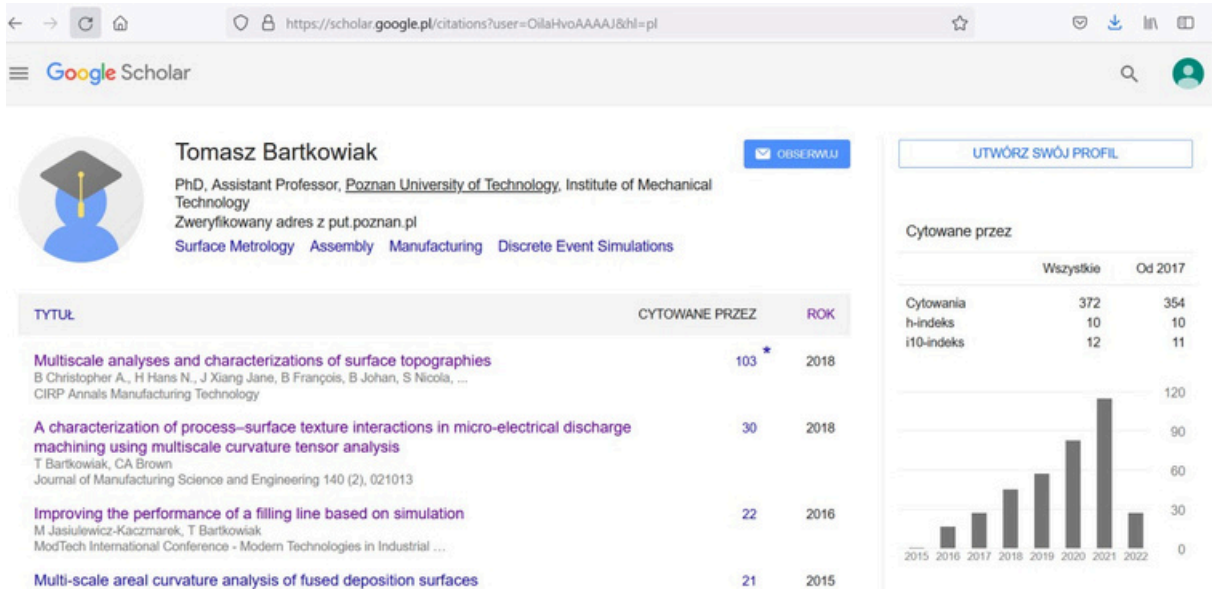 https://scholar.google.pl/citations?user=OilaHvoAAAAJ&hl=pl
Google Scholar
Tomasz Bartkowiak
OBSERWUJ
PhD, Assistant Professor, Poznan University of Technology, Institute of Mechanical
Technology
Zweryfikowany adres z put.poznan.pl
Surface Metrology Assembly Manufacturing Discrete Event Simulations
TYTUŁ CYTOWANE PRZEZ ROK
Multiscale analyses and characterizations of surface topographies 103 * 2018
B Christopher A., H Hans N., J Xiang Jane, B François, B Johan, S Nicola, ...
CIRP Annals Manufacturing Technology
A characterization of process–surface texture interactions in micro-electrical discharge 30 2018
machining using multiscale curvature tensor analysis
T Bartkowiak, CA Brown
Journal of Manufacturing Science and Engineering 140 (2), 021013
Improving the performance of a filling line based on simulation 22 2016
M Jasiulewicz-Kaczmarek, T Bartkowiak
ModTech International Conference - Modern Technologies in Industrial ...
Multi-scale areal curvature analysis of fused deposition surfaces 21 2015
UTWÓRZ SWÓJ PROFIL
Cytowane przez
Wszystkie Od 2017
Cytowania 372 354
h-indeks 10 10
i10-indeks 12 11
120
90
60
30
0
2015 2016 2017 2018 2019 2020 2021 2022